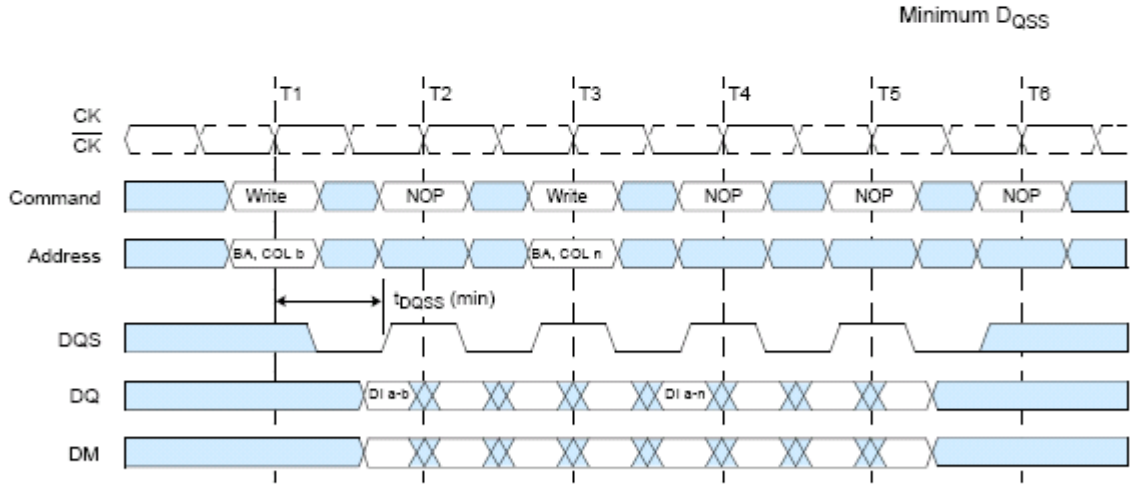 Minimum DQSS
T1 T2 T3 T4 T5 T6
CK
CK
Command Write NOP Write NOP NOP NOP
Address BA, COL b BA, COL n
tDQSS (min)
DQS
DQ DI a-b DI a-n
DM